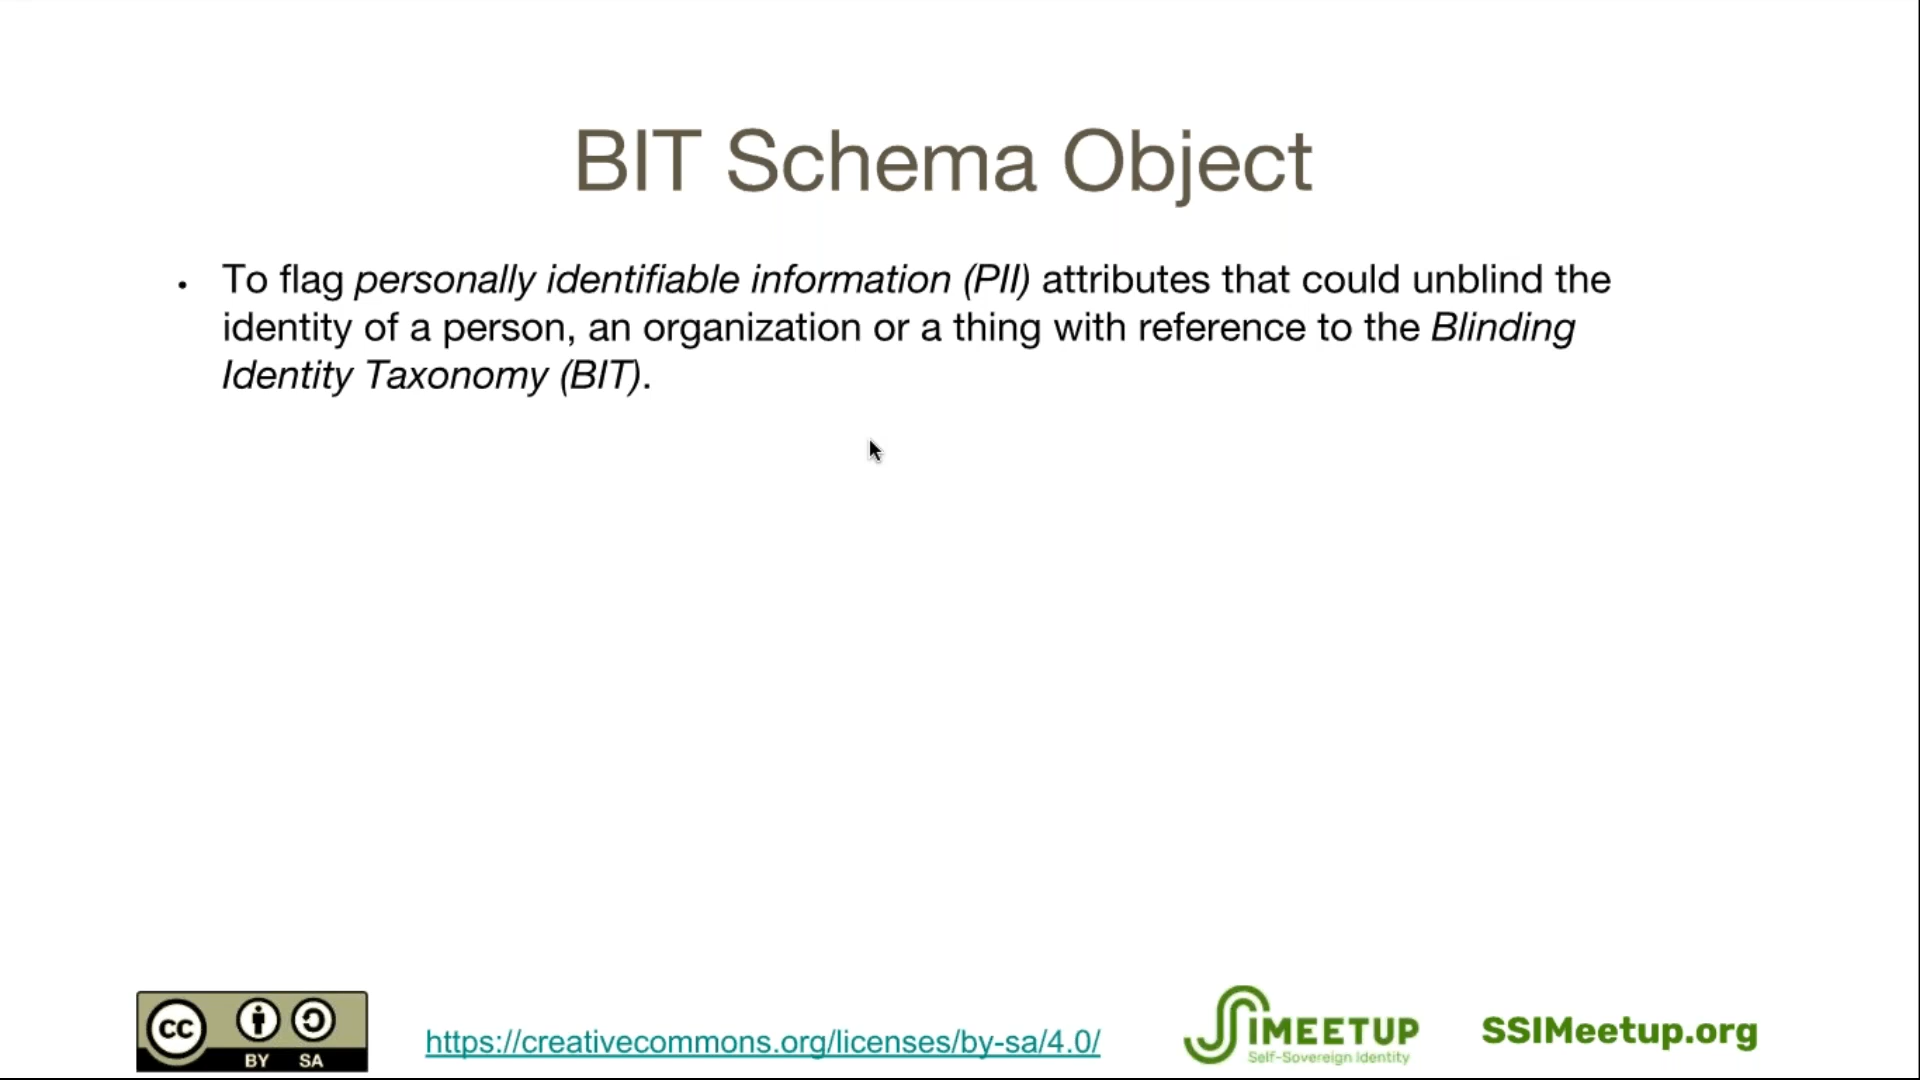 BIT Schema Object
• To flag personally identifiable information (PII) attributes that could unblind the
identity of a person, an organization or a thing with reference to the Blinding
Identity Taxonomy (BIT).
cc
BY SA
https://creativecommons.org/licenses/by-sa/4.0/
SSIMEETUP
Self-Sovereign Identity
SSIMeetup.org